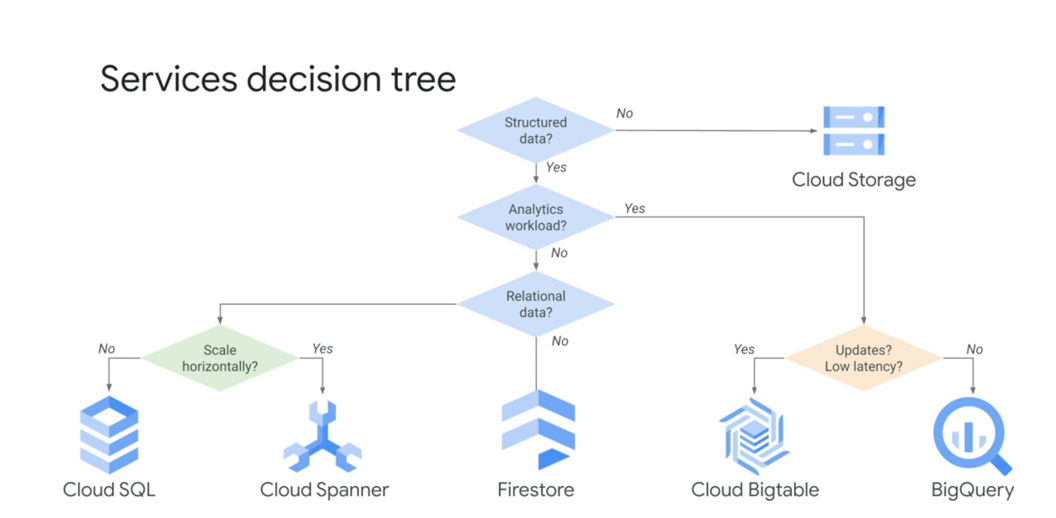 Services decision tree
Structured
data?
No
Cloud Storage
Yes
Analytics
workload?
Yes
No
Relational
data?
No
Scale
horizontally?
No
Yes
Updates?
Low latency?
Yes
No
Cloud SQL
Cloud Spanner
Firestore
Cloud Bigtable
BigQuery